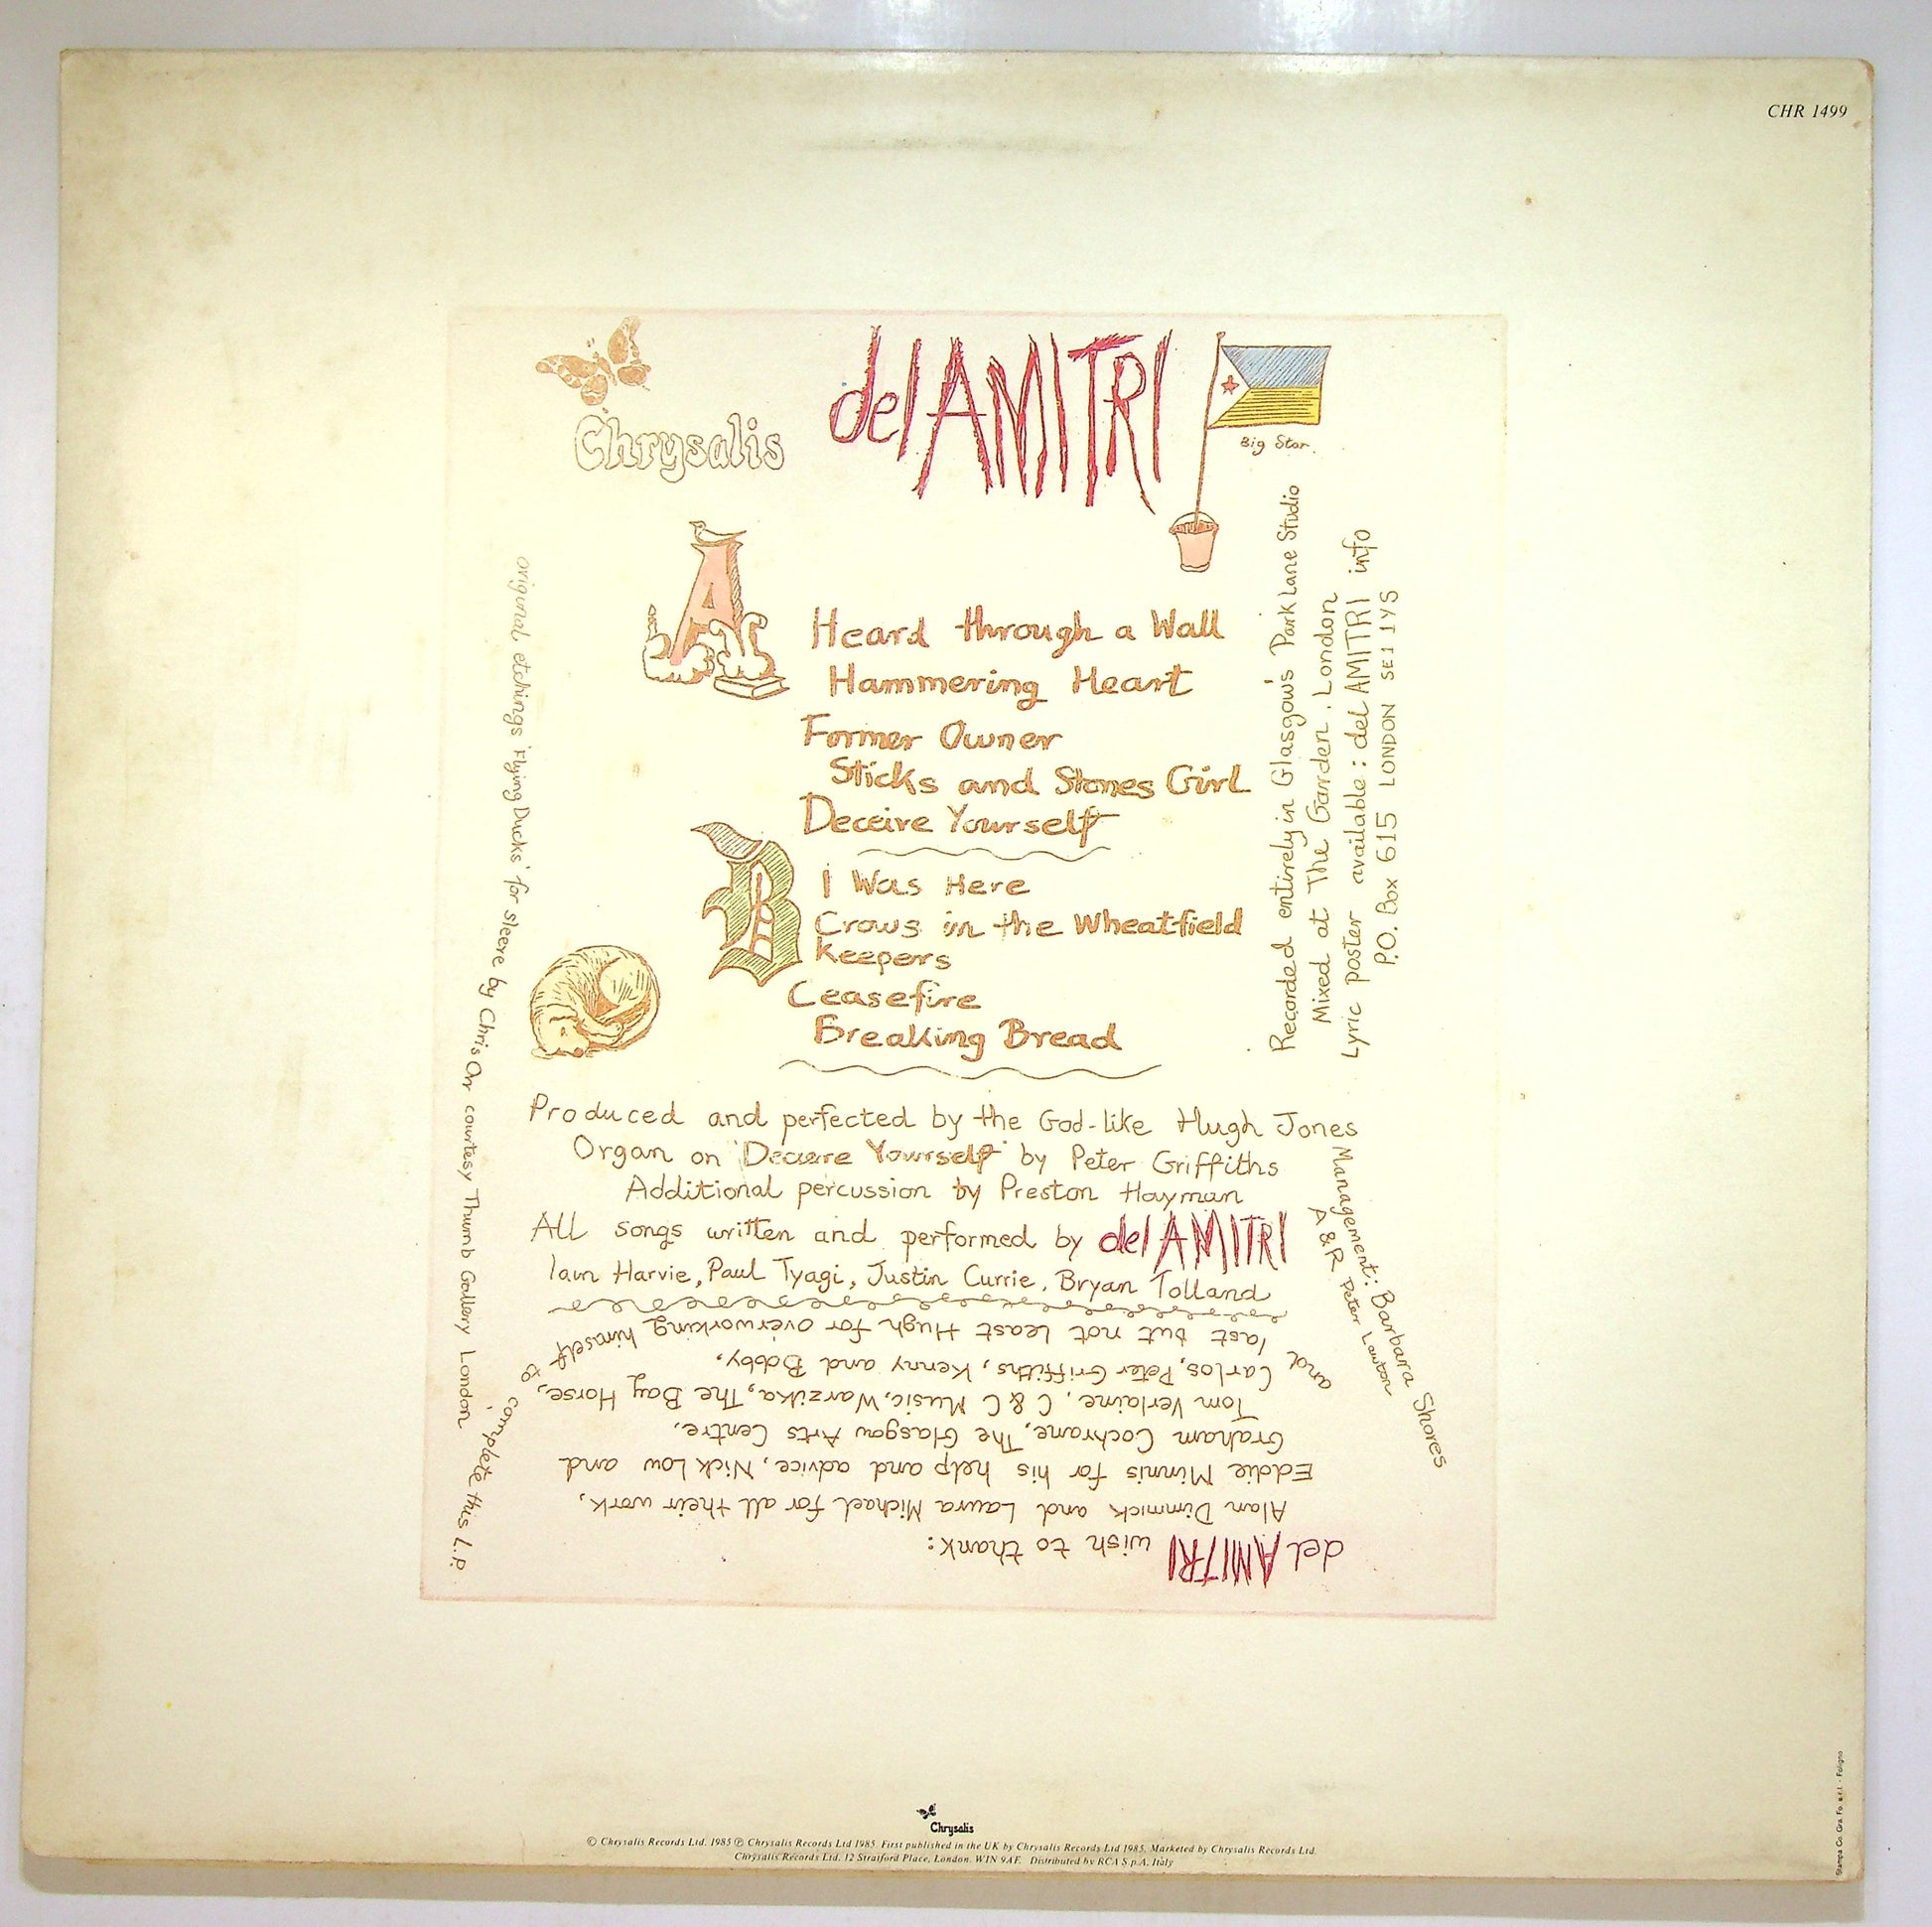 CHR 1499
Chrysalis
del AMITRI
Big Star.
A
Heard through a Wall
Hammering Heart
Former Owner
Sticks and Stones Girl
Deceive Yourself
B
I Was Here
Crows in the Wheatfield
Keepers
Ceasefire
Breaking Bread
Recorded entirely in Glasgow's Park Lane Studio
Mixed at The Garden, London
Lyric poster available: del AMITRI info
P.O. Box 615 LONDON SE1 1YS
original etchings 'Flying Ducks' for sleeve by Chris Orr courtesy Thumb Gallery London
Produced and perfected by the God-like Hugh Jones
Organ on 'Deceive Yourself' by Peter Griffiths
Additional percussion by Preston Hayman
All songs written and performed by del AMITRI
Iain Harvie, Paul Tyagi, Justin Currie, Bryan Tolland
Management: Barbara Shores
A & R Peter Lawton
del AMITRI wish to thank:
Alan Dimmick and Laura Michael for all their work,
Eddie Minnis for his help and advice, Nick Low and
Graham Cochrane, The Glasgow Arts Centre,
Tom Verlaine, C & C Music, Warzika, The Bay Horse,
Carlos, Peter Griffiths, Kenny and Bobby,
and last but not least Hugh for overworking himself to complete this L.P.
Chrysalis
© Chrysalis Records Ltd. 1985 ℗ Chrysalis Records Ltd 1985. First published in the UK by Chrysalis Records Ltd 1985. Marketed by Chrysalis Records Ltd.
Chrysalis Records Ltd. 12 Stratford Place, London. W1N 9AF. Distributed by RCA S.p.A. Italy
Stampa Co. Gra. Fo. s.r.l. - Foligno